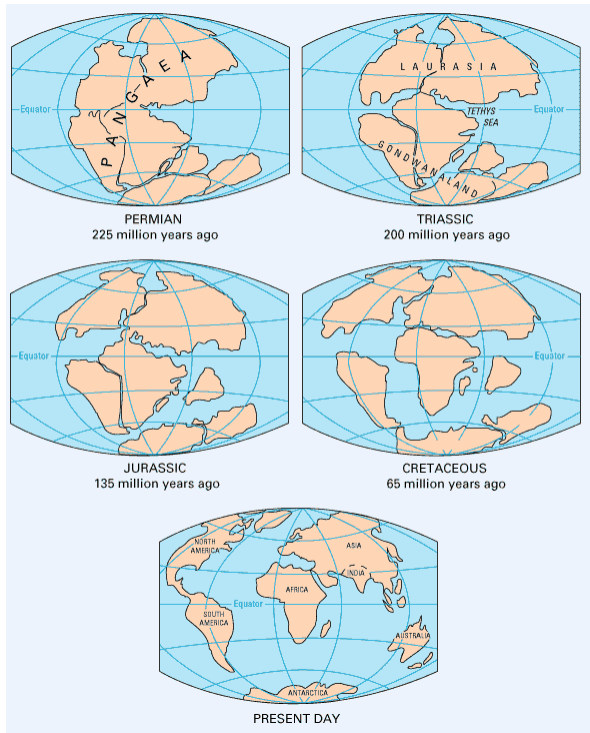 PANGAEA
Equator
PERMIAN
225 million years ago
LAURASIA
TETHYS
SEA
Equator
GONDWANALAND
TRIASSIC
200 million years ago
Equator
JURASSIC
135 million years ago
Equator
CRETACEOUS
65 million years ago
NORTH
AMERICA
ASIA
INDIA
AFRICA
Equator
SOUTH
AMERICA
AUSTRALIA
ANTARCTICA
PRESENT DAY